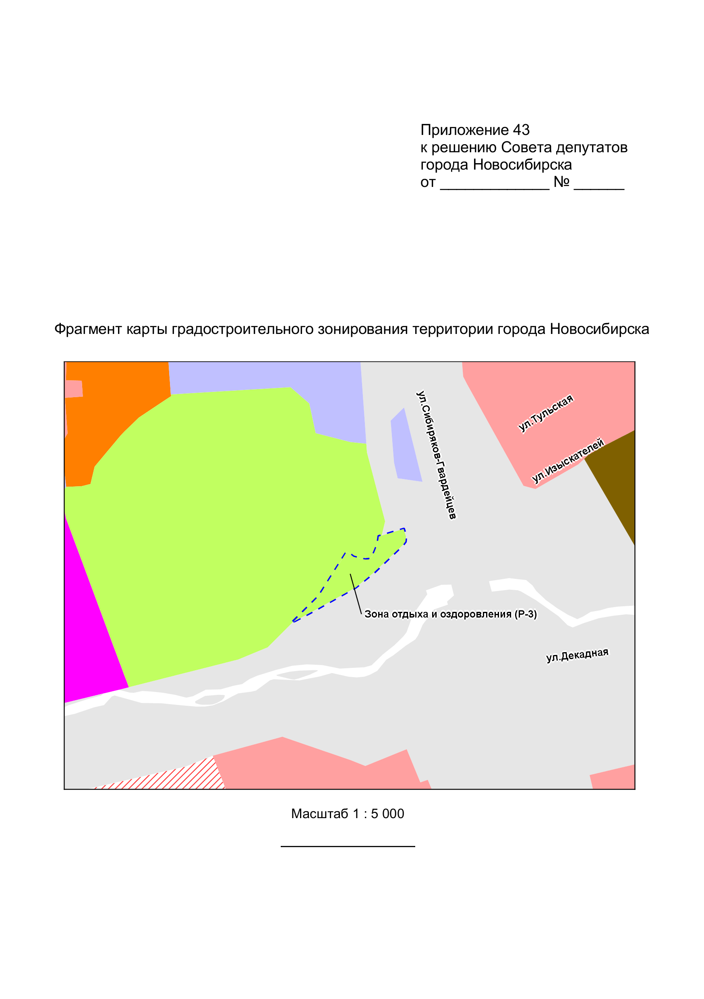 Приложение 43
к решению Совета депутатов
города Новосибирска
от _____________ № ______
Фрагмент карты градостроительного зонирования территории города Новосибирска
ул.Сибиряков-Гвардейцев
ул.Тульская
ул.Изыскателей
Зона отдыха и оздоровления (Р-3)
ул.Декадная
Масштаб 1 : 5 000